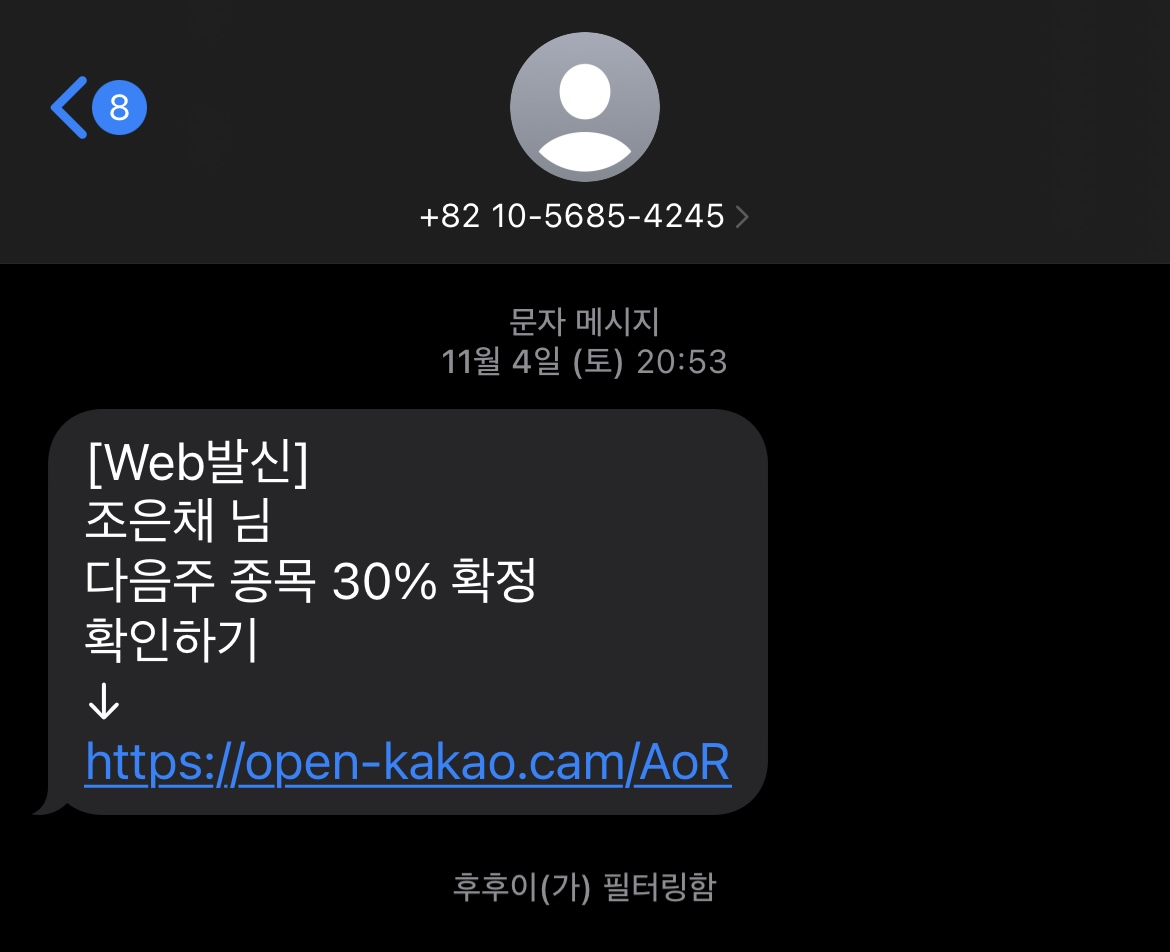 8
+82 10-5685-4245
문자 메시지
11월 4일 (토) 20:53
[Web발신]
조은채 님
다음주 종목 30% 확정
확인하기
↓
https://open-kakao.cam/AoR
후후이(가) 필터링함